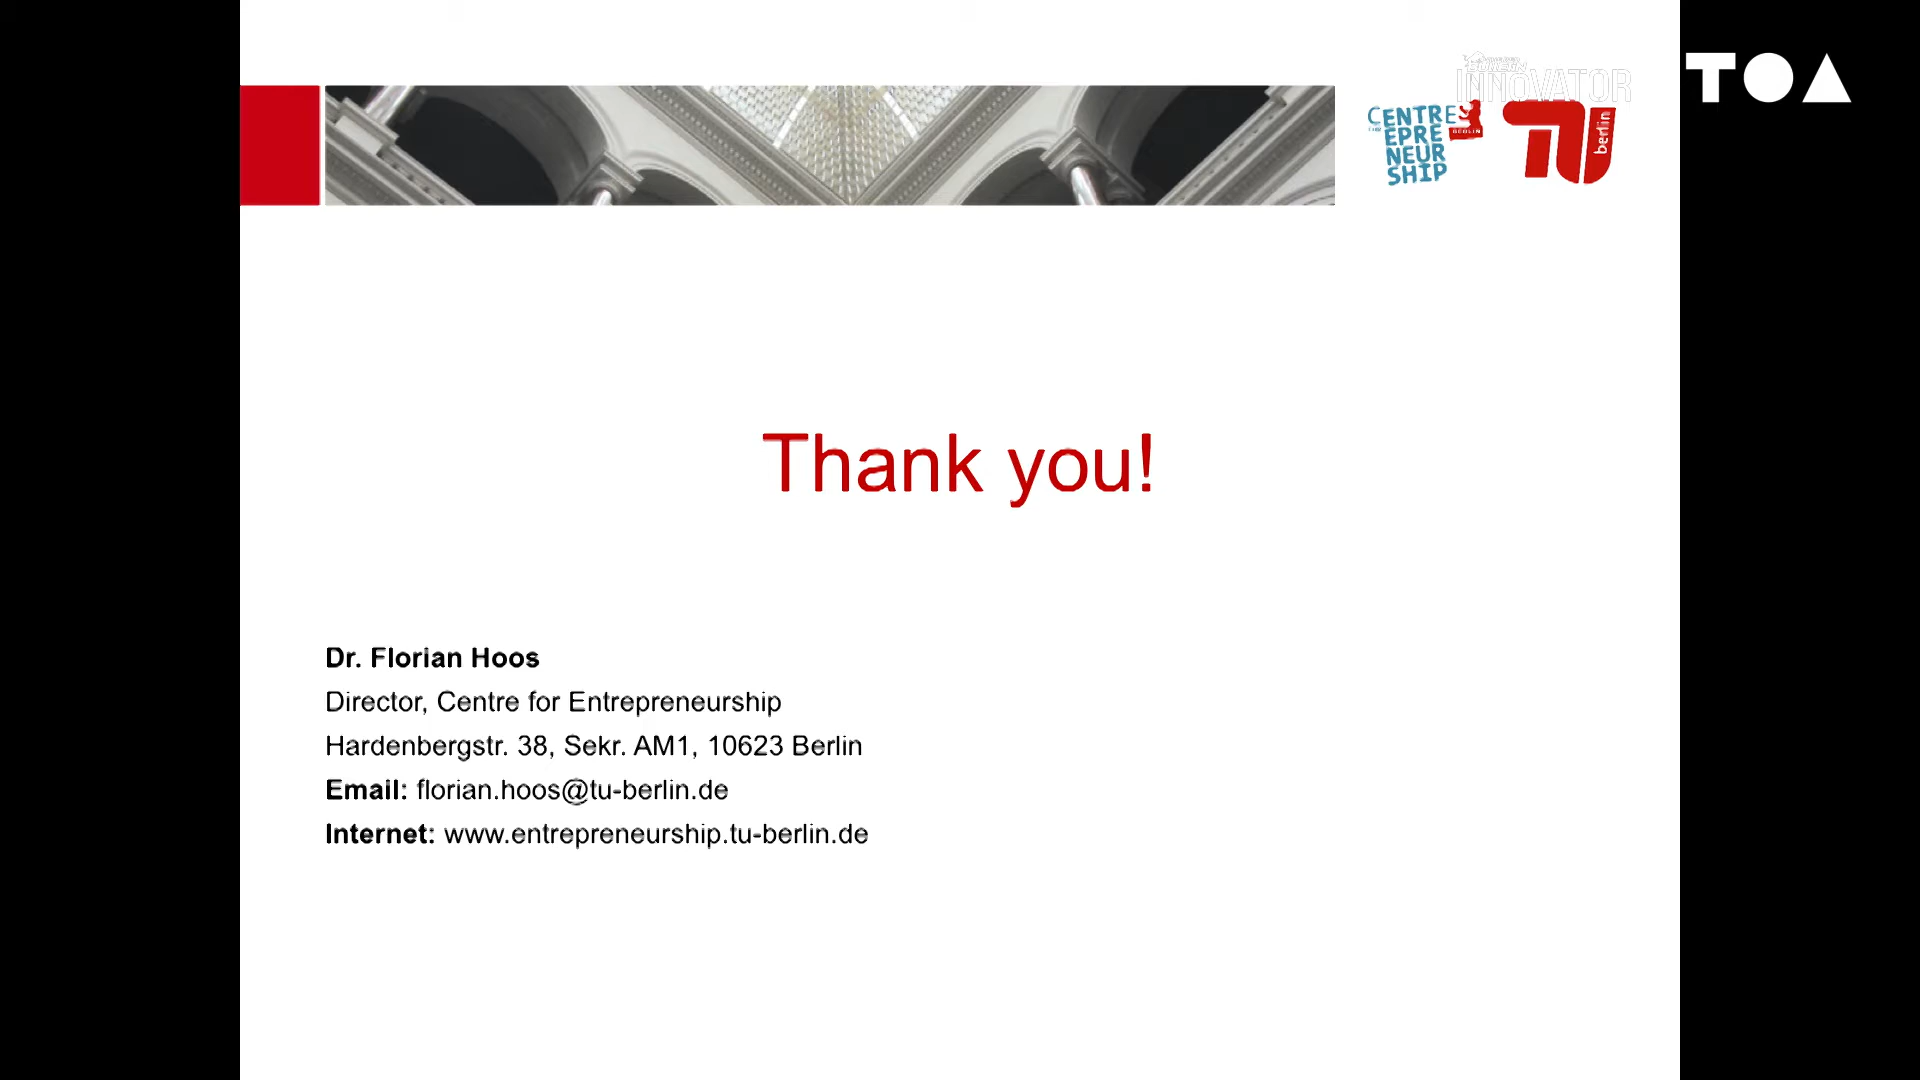 INNOVATOR
TOA
CENTRE
EPRE
NEUR
SHIP
BERLIN
berlin
Thank you!
Dr. Florian Hoos
Director, Centre for Entrepreneurship
Hardenbergstr. 38, Sekr. AM1, 10623 Berlin
Email: florian.hoos@tu-berlin.de
Internet: www.entrepreneurship.tu-berlin.de